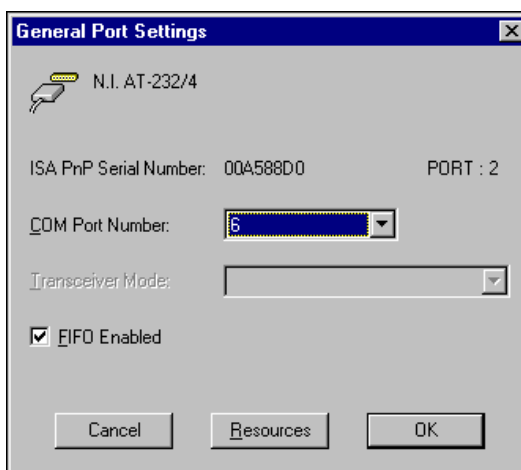 General Port Settings
N.I. AT-232/4
ISA PnP Serial Number: 00A588D0 PORT : 2
COM Port Number: 6
Transceiver Mode:
FIFO Enabled
Cancel Resources OK